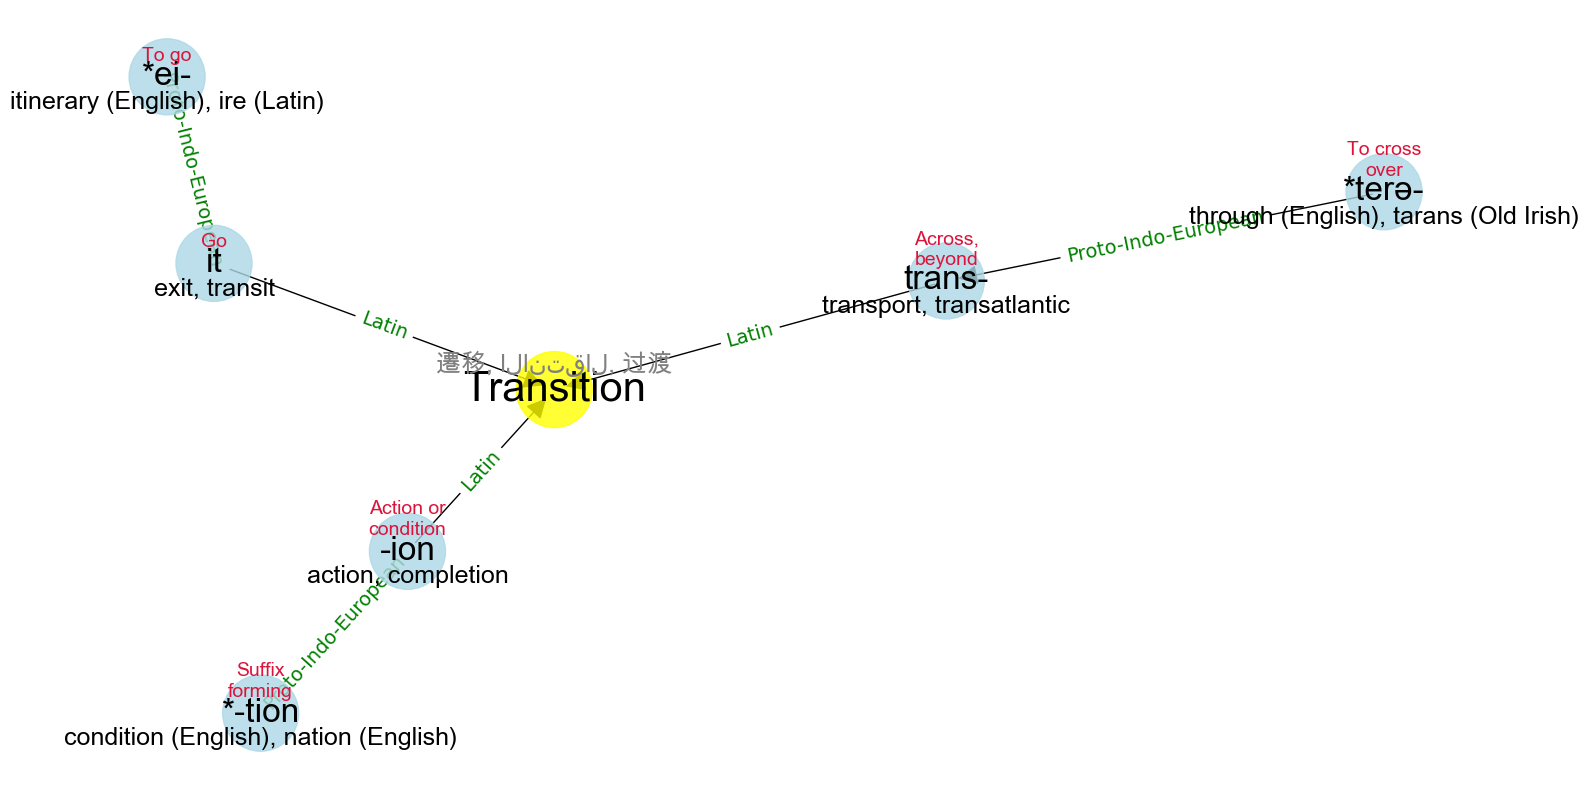 To go
*ei-
itinerary (English), ire (Latin)
Proto-Indo-European
Go
it
exit, transit
Latin
To cross
over
*terə-
through (English), tarans (Old Irish)
Proto-Indo-European
Across,
beyond
trans-
transport, transatlantic
Latin
遷移, الانتقال, 过渡
Transition
Latin
Action or
condition
-ion
action, completion
Proto-Indo-European
Suffix
forming
*-tion
condition (English), nation (English)